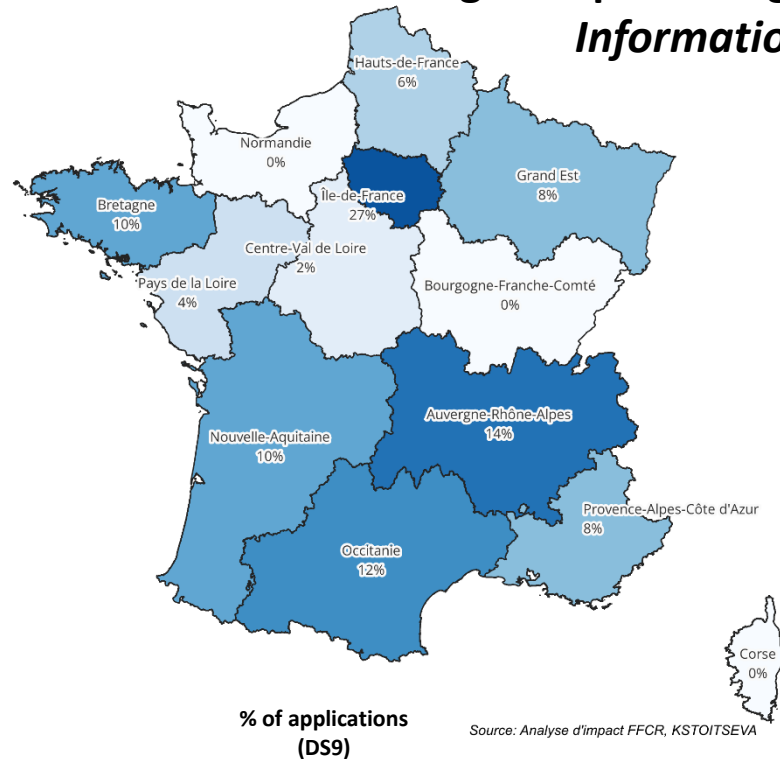 Informatio
Hauts-de-France
6%
Normandie
0%
Grand Est
8%
Île-de-France
27%
Bretagne
10%
Centre-Val de Loire
2%
Pays de la Loire
4%
Bourgogne-Franche-Comté
0%
Auvergne-Rhône-Alpes
14%
Nouvelle-Aquitaine
10%
Provence-Alpes-Côte d'Azur
8%
Occitanie
12%
Corse
0%
% of applications
(DS9)
Source: Analyse d'impact FFCR, KSTOITSEVA